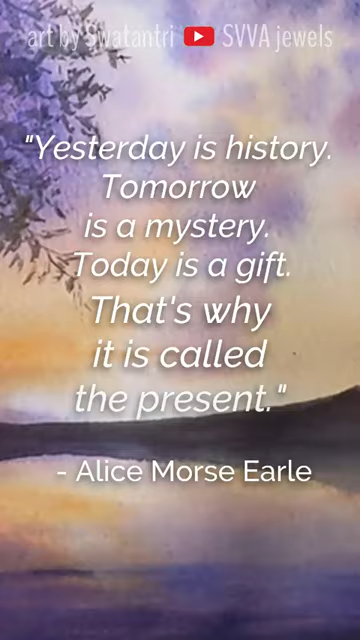 art by Swatantri SVVA jewels
"Yesterday is history.
Tomorrow
is a mystery.
Today is a gift.
That's why
it is called
the present."
- Alice Morse Earle